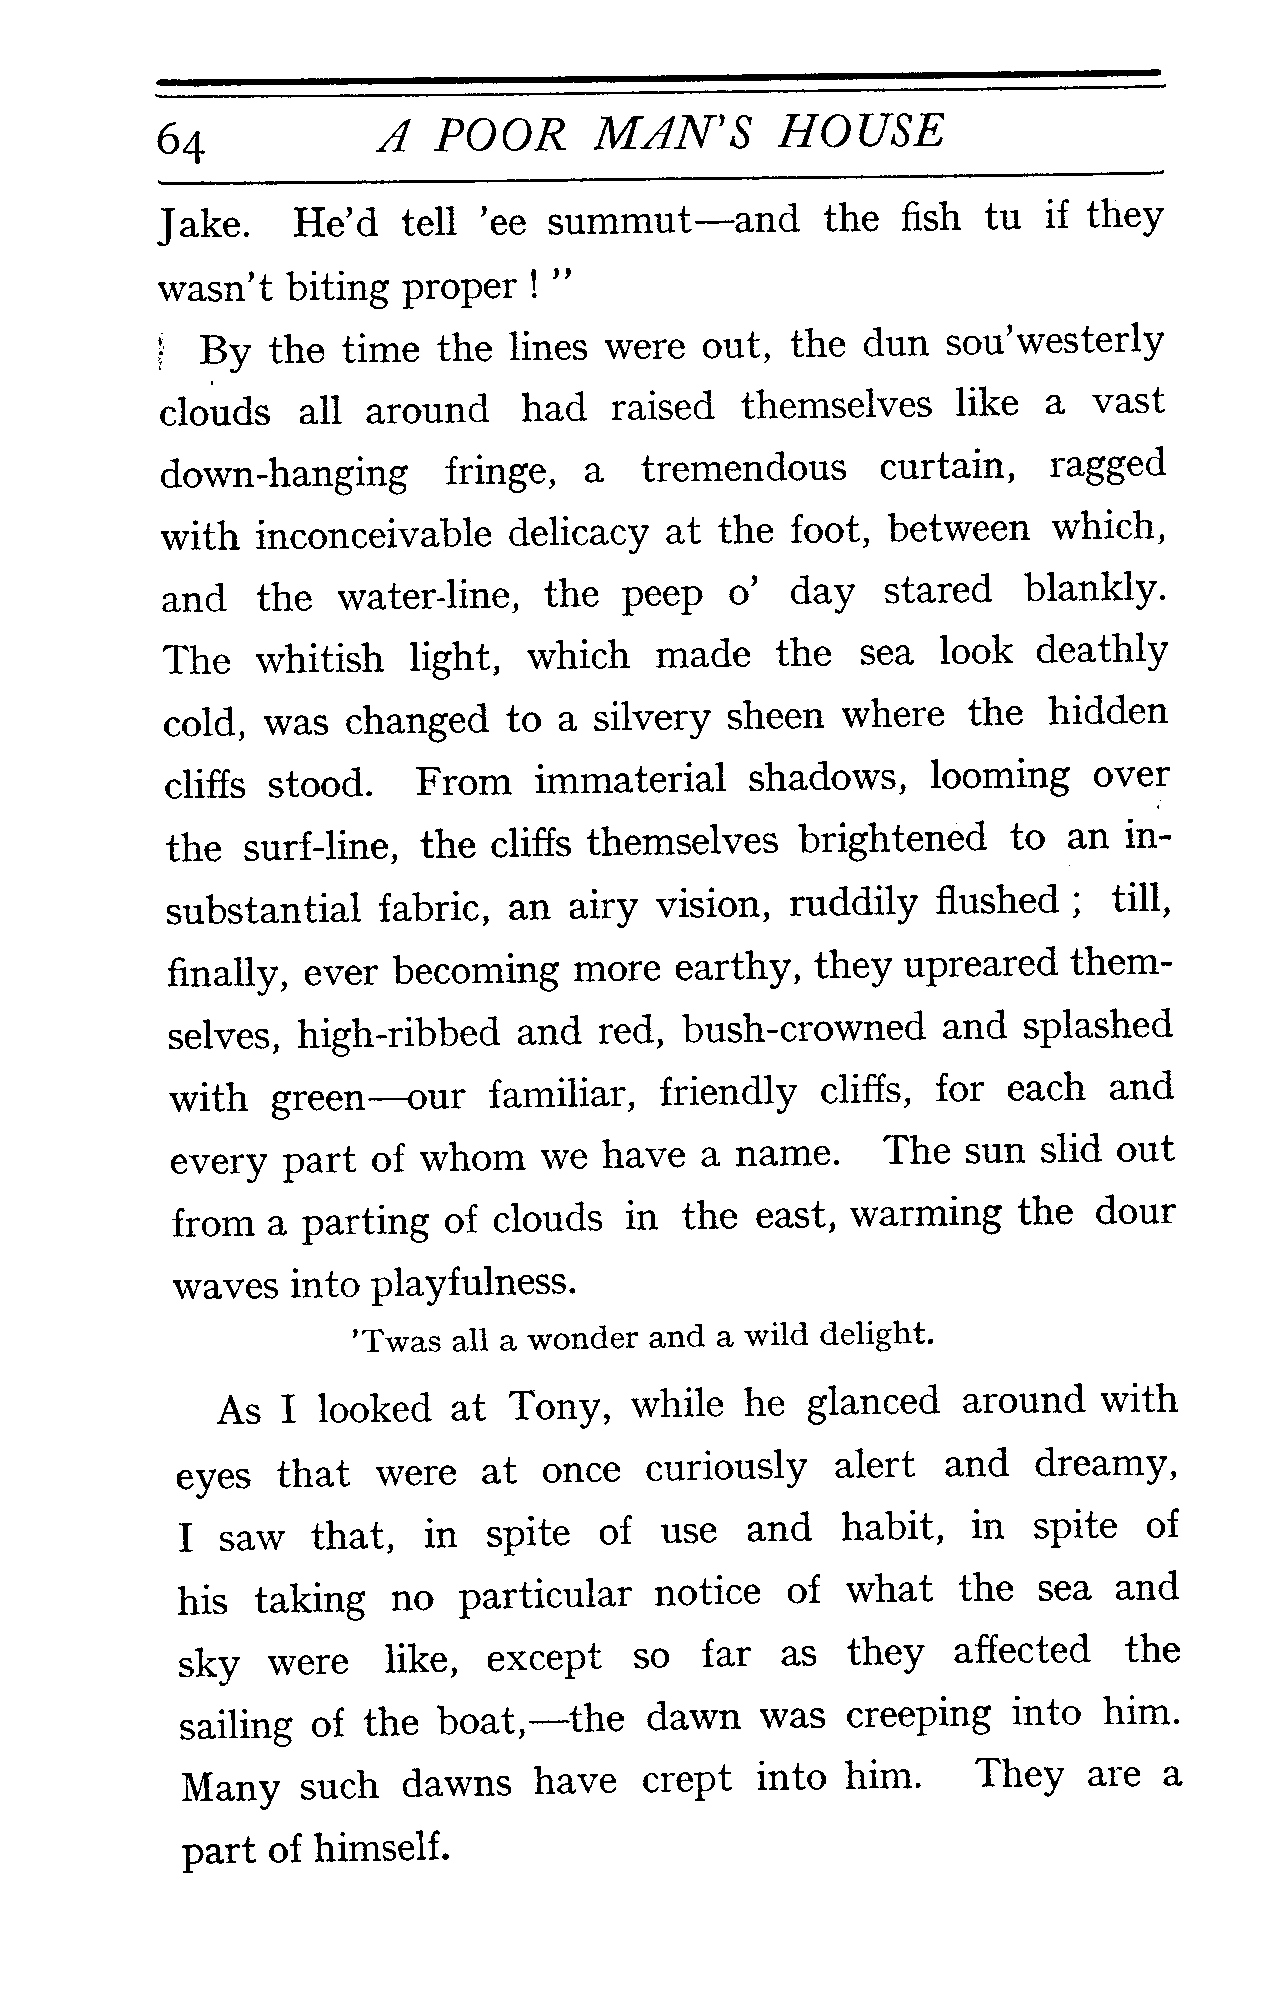 64 A POOR MAN'S HOUSE
Jake. He'd tell 'ee summut—and the fish tu if they
wasn't biting proper ! "
By the time the lines were out, the dun sou'westerly
clouds all around had raised themselves like a vast
down-hanging fringe, a tremendous curtain, ragged
with inconceivable delicacy at the foot, between which,
and the water-line, the peep o' day stared blankly.
The whitish light, which made the sea look deathly
cold, was changed to a silvery sheen where the hidden
cliffs stood. From immaterial shadows, looming over
the surf-line, the cliffs themselves brightened to an in-
substantial fabric, an airy vision, ruddily flushed ; till,
finally, ever becoming more earthy, they upreared them-
selves, high-ribbed and red, bush-crowned and splashed
with green—our familiar, friendly cliffs, for each and
every part of whom we have a name. The sun slid out
from a parting of clouds in the east, warming the dour
waves into playfulness.
'Twas all a wonder and a wild delight.
As I looked at Tony, while he glanced around with
eyes that were at once curiously alert and dreamy,
I saw that, in spite of use and habit, in spite of
his taking no particular notice of what the sea and
sky were like, except so far as they affected the
sailing of the boat,—the dawn was creeping into him.
Many such dawns have crept into him. They are a
part of himself.